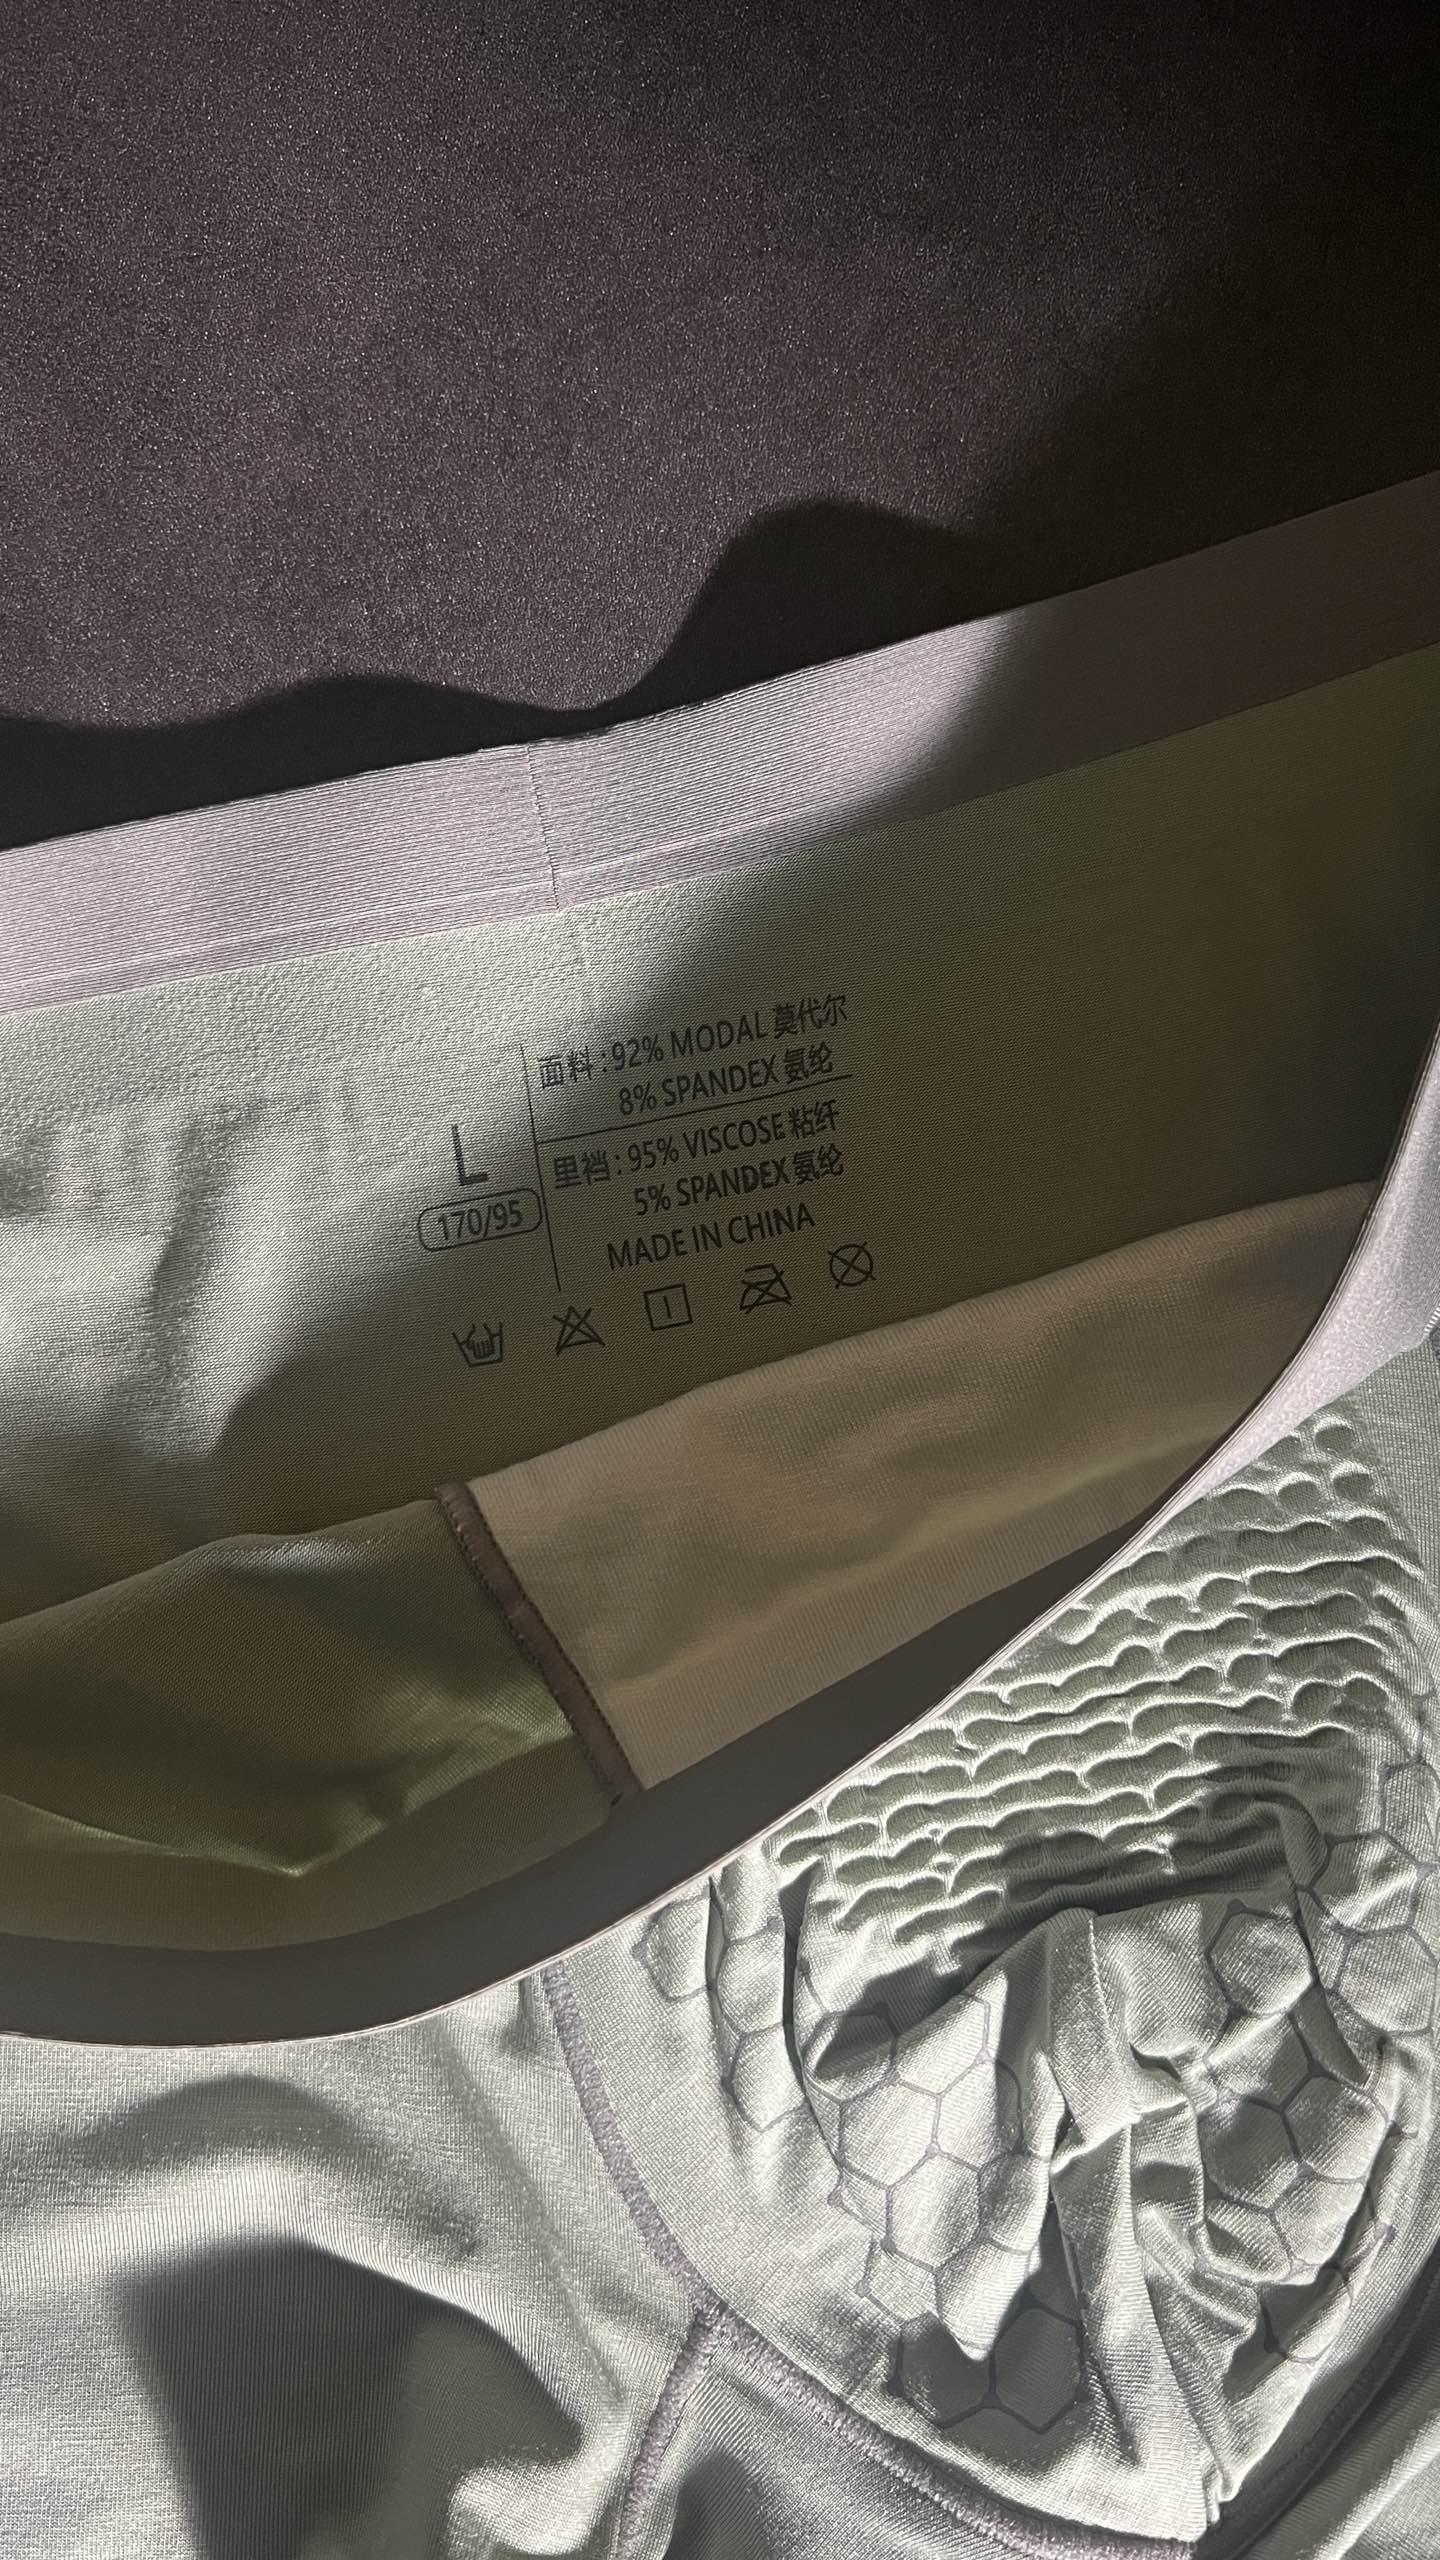 L
170/95
面料:92% MODAL 莫代尔
8% SPANDEX 氨纶
里裆:95% VISCOSE 粘纤
5% SPANDEX 氨纶
MADE IN CHINA